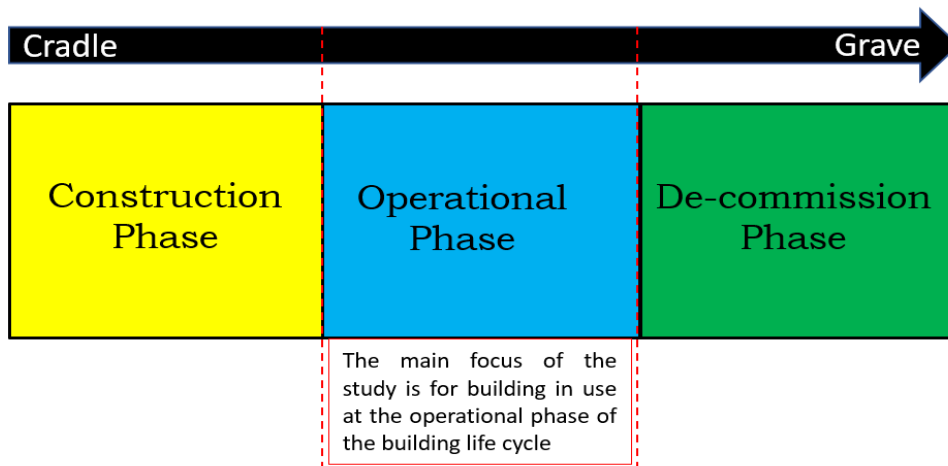 Cradle
Grave
Construction
Phase
Operational
Phase
De-commission
Phase
The main focus of the
study is for building in use
at the operational phase of
the building life cycle